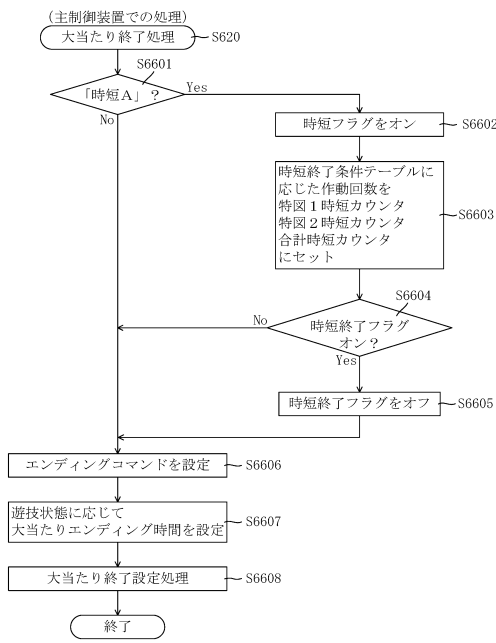 (主制御装置での処理)
大当たり終了処理
S620
S6601
「時短A」?
Yes
No
時短フラグをオン
S6602
時短終了条件テーブルに
応じた作動回数を
特図1時短カウンタ
特図2時短カウンタ
合計時短カウンタ
にセット
S6603
S6604
時短終了フラグ
オン?
No
Yes
時短終了フラグをオフ
S6605
エンディングコマンドを設定
S6606
遊技状態に応じて
大当たりエンディング時間を設定
S6607
大当たり終了設定処理
S6608
終了